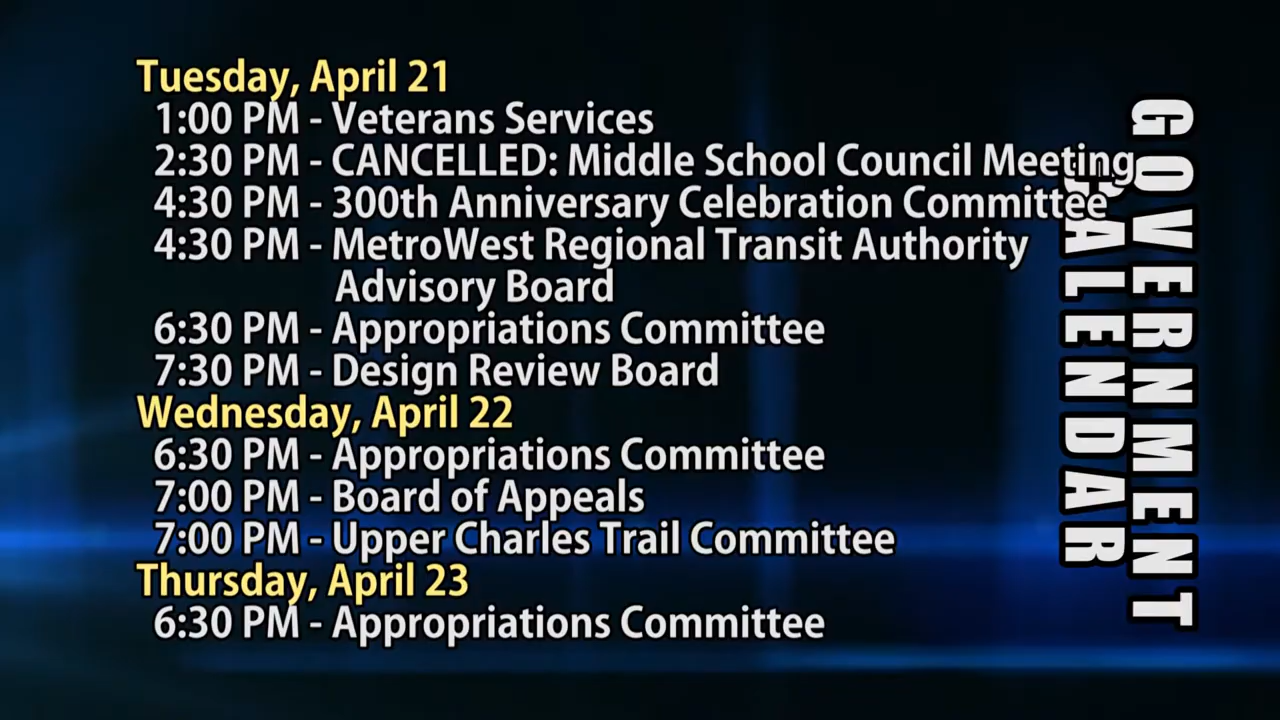 Tuesday, April 21
1:00 PM - Veterans Services
2:30 PM - CANCELLED: Middle School Council Meeting
4:30 PM - 300th Anniversary Celebration Committee
4:30 PM - MetroWest Regional Transit Authority
Advisory Board
6:30 PM - Appropriations Committee
7:30 PM - Design Review Board
Wednesday, April 22
6:30 PM - Appropriations Committee
7:00 PM - Board of Appeals
7:00 PM - Upper Charles Trail Committee
Thursday, April 23
6:30 PM - Appropriations Committee
GOVERNMENT
CALENDAR